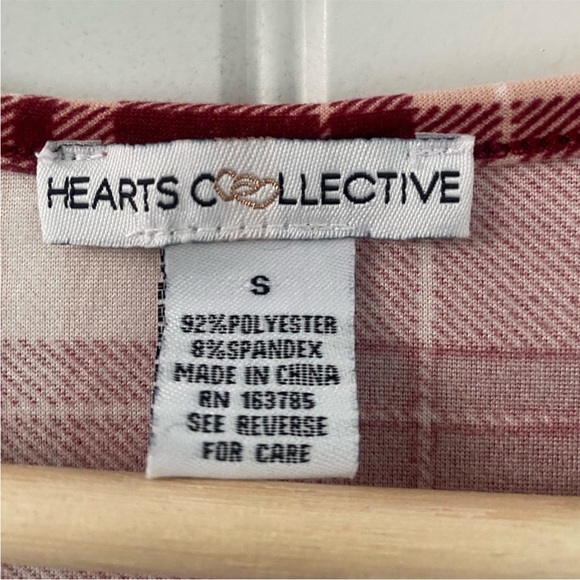 HEARTS COLLECTIVE
S
92%POLYESTER
8%SPANDEX
MADE IN CHINA
RN 163785
SEE REVERSE
FOR CARE